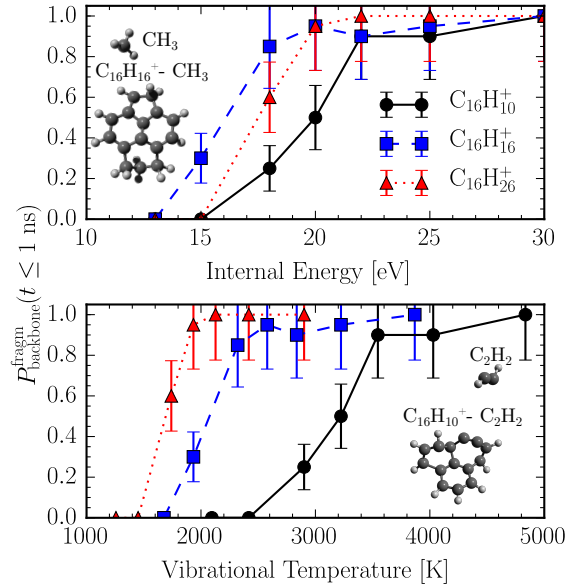 1.0
0.8
0.6
0.4
0.2
0.0
CH₃
C₁₆H₁₆⁺- CH₃
C₁₆H₁₀⁺
C₁₆H₁₆⁺
C₁₆H₂₆⁺
10 15 20 25 30
Internal Energy [eV]
P^fragm_backbone(t ≤ 1 ns)
1.0
0.8
0.6
0.4
0.2
0.0
C₂H₂
C₁₆H₁₀⁺- C₂H₂
1000 2000 3000 4000 5000
Vibrational Temperature [K]